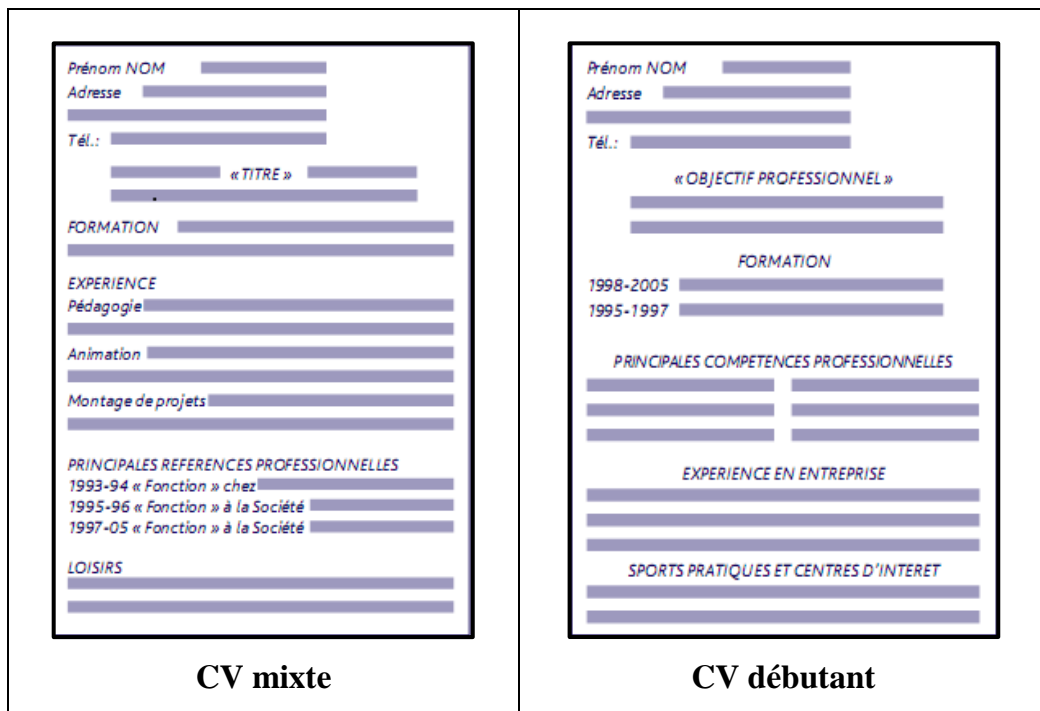 Prénom NOM
Adresse
Tél.:
« TITRE »
FORMATION
EXPERIENCE
Pédagogie
Animation
Montage de projets
PRINCIPALES REFERENCES PROFESSIONNELLES
1993-94 « Fonction » chez
1995-96 « Fonction » à la Société
1997-05 « Fonction » à la Société
LOISIRS
CV mixte
Prénom NOM
Adresse
Tél.:
« OBJECTIF PROFESSIONNEL »
FORMATION
1998-2005
1995-1997
PRINCIPALES COMPETENCES PROFESSIONNELLES
EXPERIENCE EN ENTREPRISE
SPORTS PRATIQUES ET CENTRES D'INTERET
CV débutant